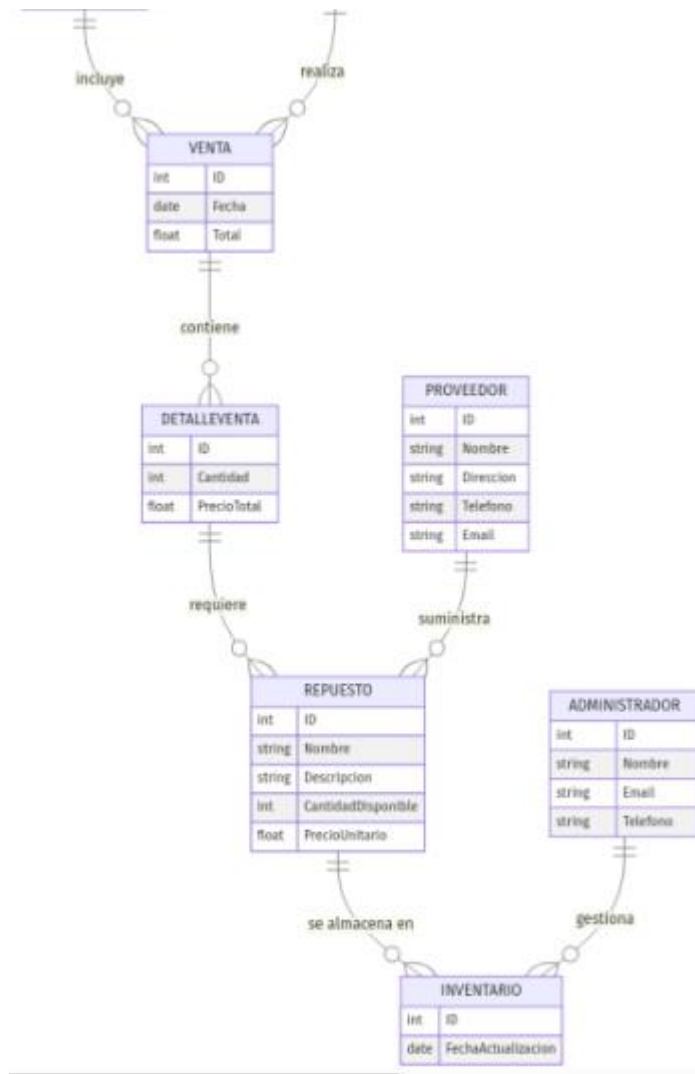 incluye
realiza
VENTA
int ID
date Fecha
float Total
contiene
DETALLEVENTA
int ID
int Cantidad
float PrecioTotal
PROVEEDOR
int ID
string Nombre
string Direccion
string Telefono
string Email
requiere
suministra
REPUESTO
int ID
string Nombre
string Descripcion
int CantidadDisponible
float PrecioUnitario
ADMINISTRADOR
int ID
string Nombre
string Email
string Telefono
se almacena en
gestiona
INVENTARIO
int ID
date FechaActualizacion